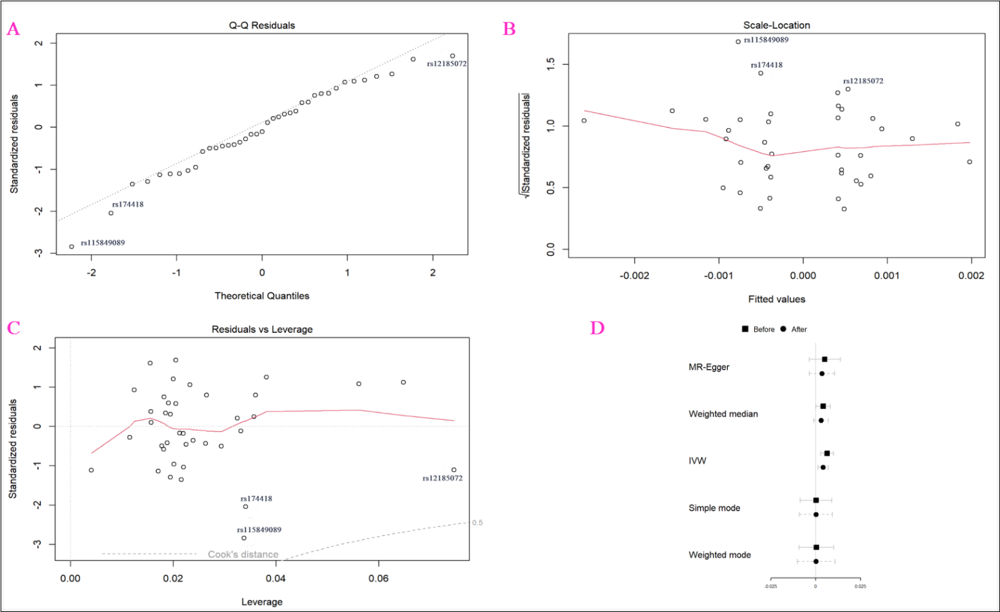 A
Q-Q Residuals
Standardized residuals
2
1
0
-1
-2
-3
rs12185072
rs174418
rs115849089
-2
-1
0
1
2
Theoretical Quantiles
B
Scale-Location
√|Standardized residuals|
1.5
1.0
0.5
0.0
rs115849089
rs174418
rs12185072
-0.002
-0.001
0.000
0.001
0.002
Fitted values
C
Residuals vs Leverage
Standardized residuals
2
1
0
-1
-2
-3
rs12185072
rs174418
rs115849089
0.5
Cook's distance
0.00
0.02
0.04
0.06
Leverage
D
Before
After
MR-Egger
Weighted median
IVW
Simple mode
Weighted mode
-0.025
0
0.025